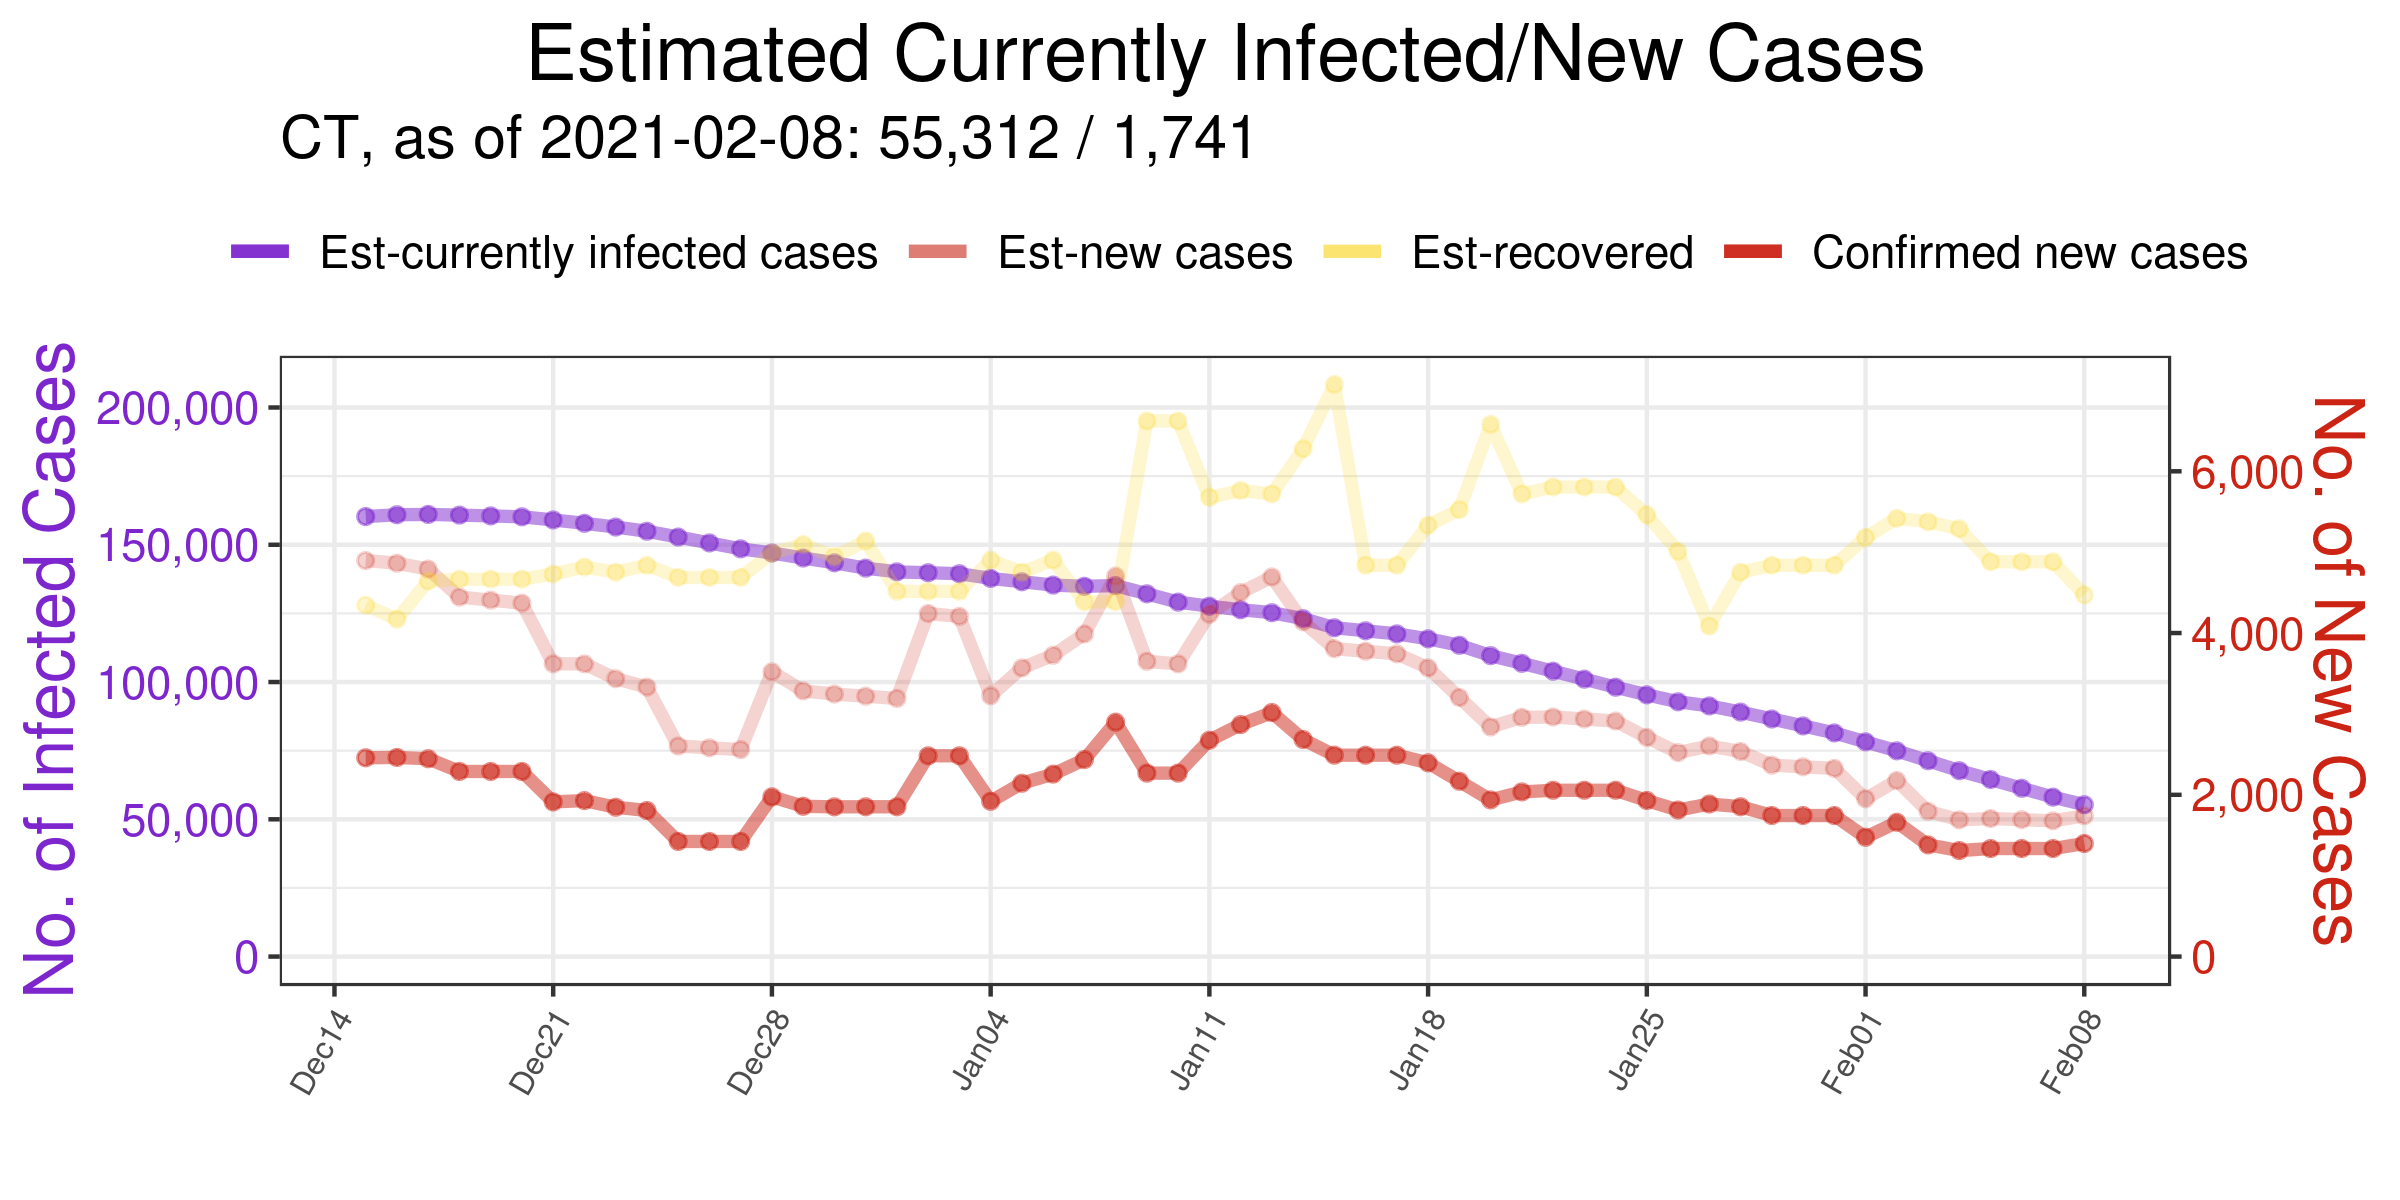 Estimated Currently Infected/New Cases
CT, as of 2021-02-08: 55,312 / 1,741
Est-currently infected cases Est-new cases Est-recovered Confirmed new cases
No. of Infected Cases
200,000
150,000
100,000
50,000
0
6,000
4,000
2,000
0
No. of New Cases
Dec14 Dec21 Dec28 Jan04 Jan11 Jan18 Jan25 Feb01 Feb08